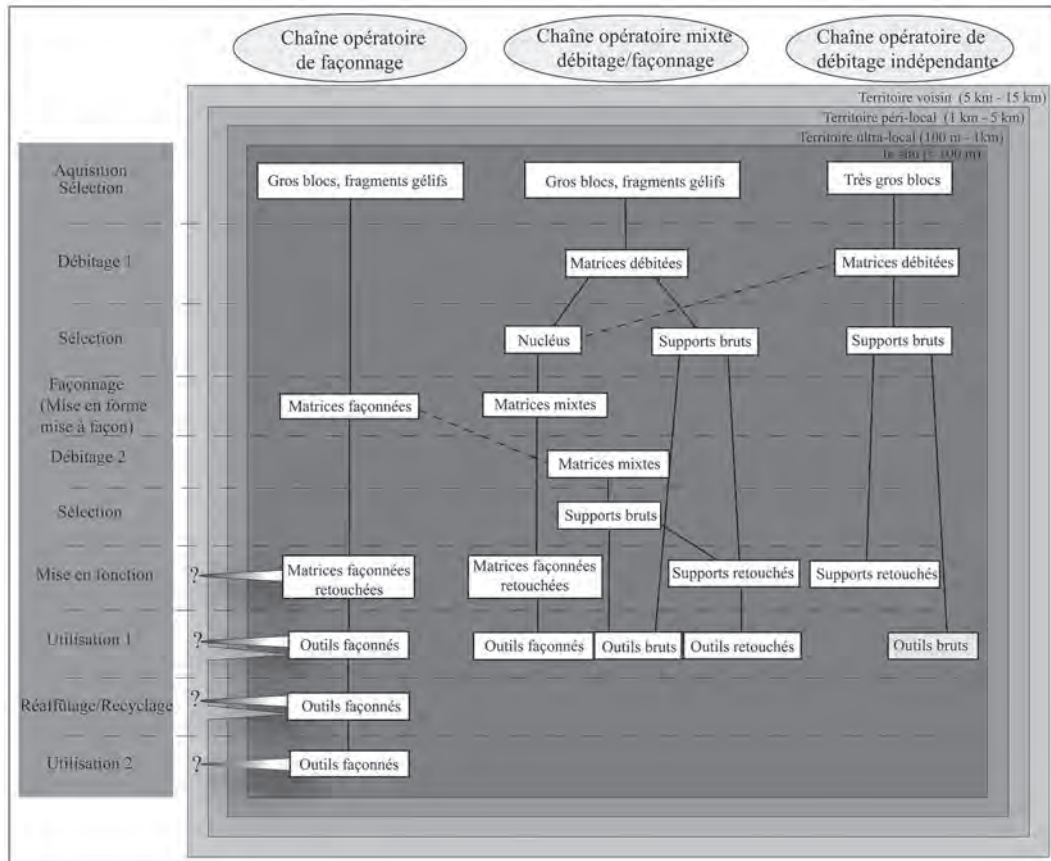 Chaîne opératoire
de façonnage
Chaîne opératoire mixte
débitage/façonnage
Chaîne opératoire de
débitage indépendante
Territoire voisin (5 km - 15 km)
Territoire péri-local (1 km - 5 km)
Territoire ultra-local (100 m - 1km)
In situ (< 100 m)
Aquisition
Sélection
Gros blocs, fragments gélifs
Gros blocs, fragments gélifs
Très gros blocs
Débitage 1
Matrices débitées
Matrices débitées
Sélection
Nucléus
Supports bruts
Supports bruts
Façonnage
(Mise en forme
mise à façon)
Matrices façonnées
Matrices mixtes
Débitage 2
Matrices mixtes
Sélection
Supports bruts
Mise en fonction
?
Matrices façonnées
retouchées
Matrices façonnées
retouchées
Supports retouchés
Supports retouchés
Utilisation 1
?
Outils façonnés
Outils façonnés
Outils bruts
Outils retouchés
Outils bruts
Réaffûtage/Recyclage
?
Outils façonnés
Utilisation 2
?
Outils façonnés